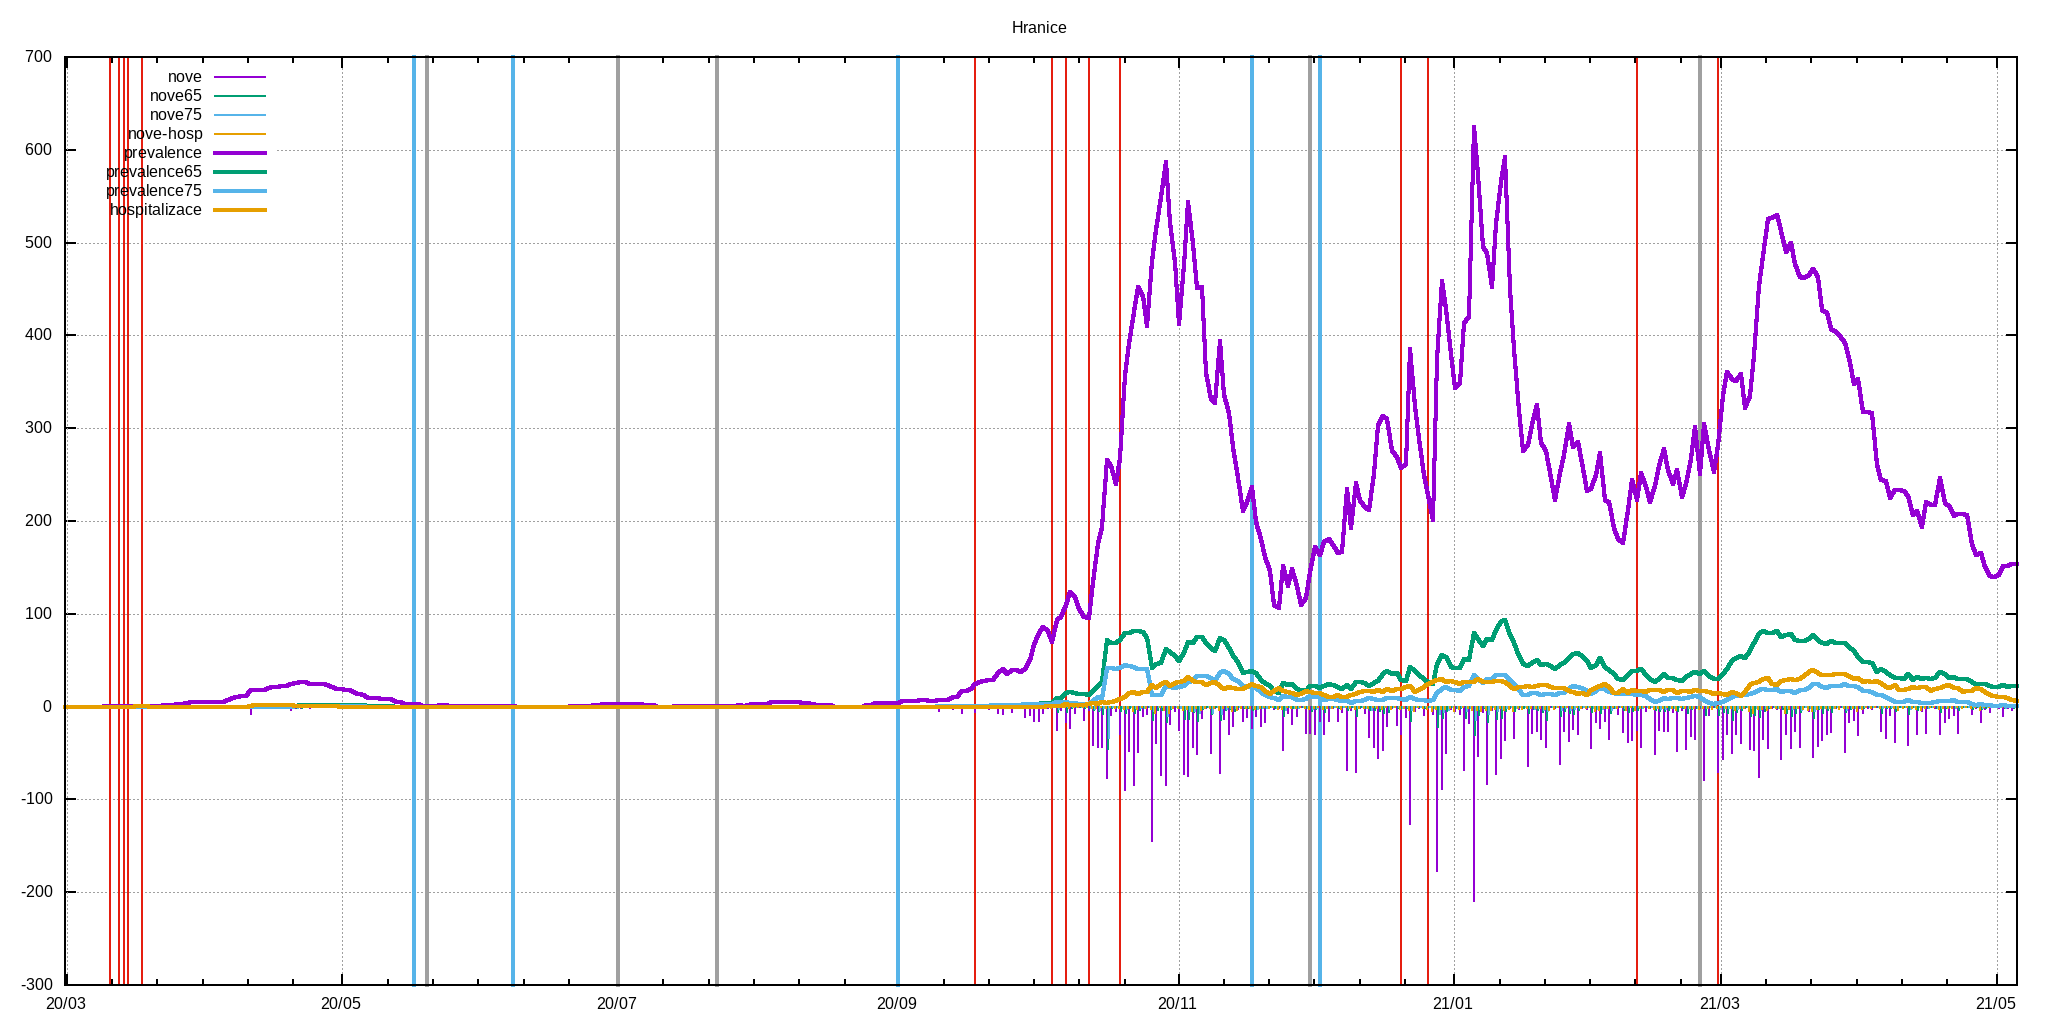 Hranice
700
600
500
400
300
200
100
0
-100
-200
-300
nove
nove65
nove75
nove-hosp
prevalence
prevalence65
prevalence75
hospitalizace
20/03 20/05 20/07 20/09 20/11 21/01 21/03 21/05